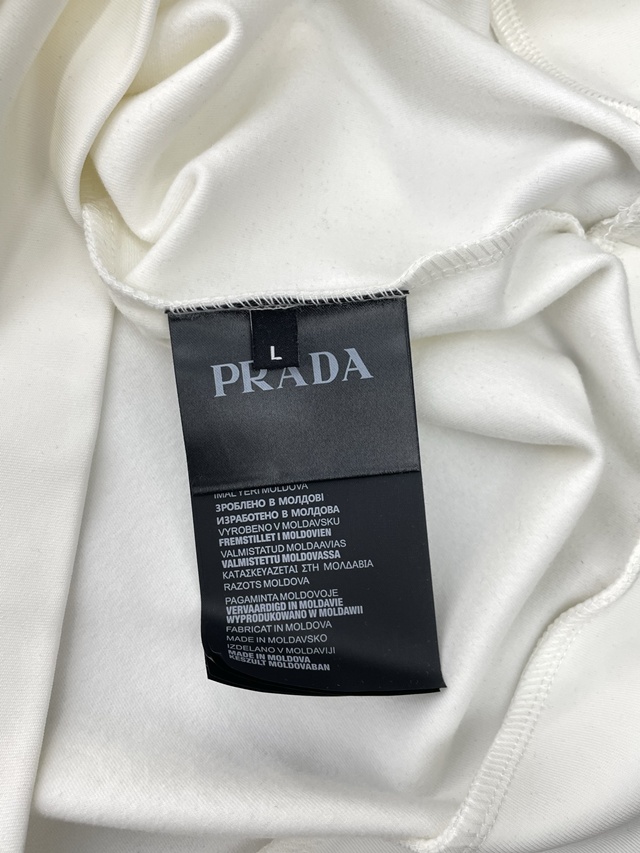 L
PRADA
IMAL YERI MOLDOVA
ЗРОБЛЕНО В МОЛДОВІ
ИЗРАБОТЕНО В МОЛДОВА
VYROBENO V MOLDAVSKU
FREMSTILLET I MOLDOVIEN
VALMISTATUD MOLDAAVIAS
VALMISTETTU MOLDOVASSA
ΚΑΤΑΣΚΕΥΑΖΕΤΑΙ ΣΤΗ ΜΟΛΔΑΒΙΑ
RAZOTS MOLDOVA
PAGAMINTA MOLDOVOJE
VERVAARDIGD IN MOLDAVIE
WYPRODUKOWANO W MOLDAWII
FABRICAT IN MOLDOVA
MADE IN MOLDAVSKO
IZDELANO V MOLDAVIJI
MADE IN MOLDOVA
KESZULT MOLDOVABAN